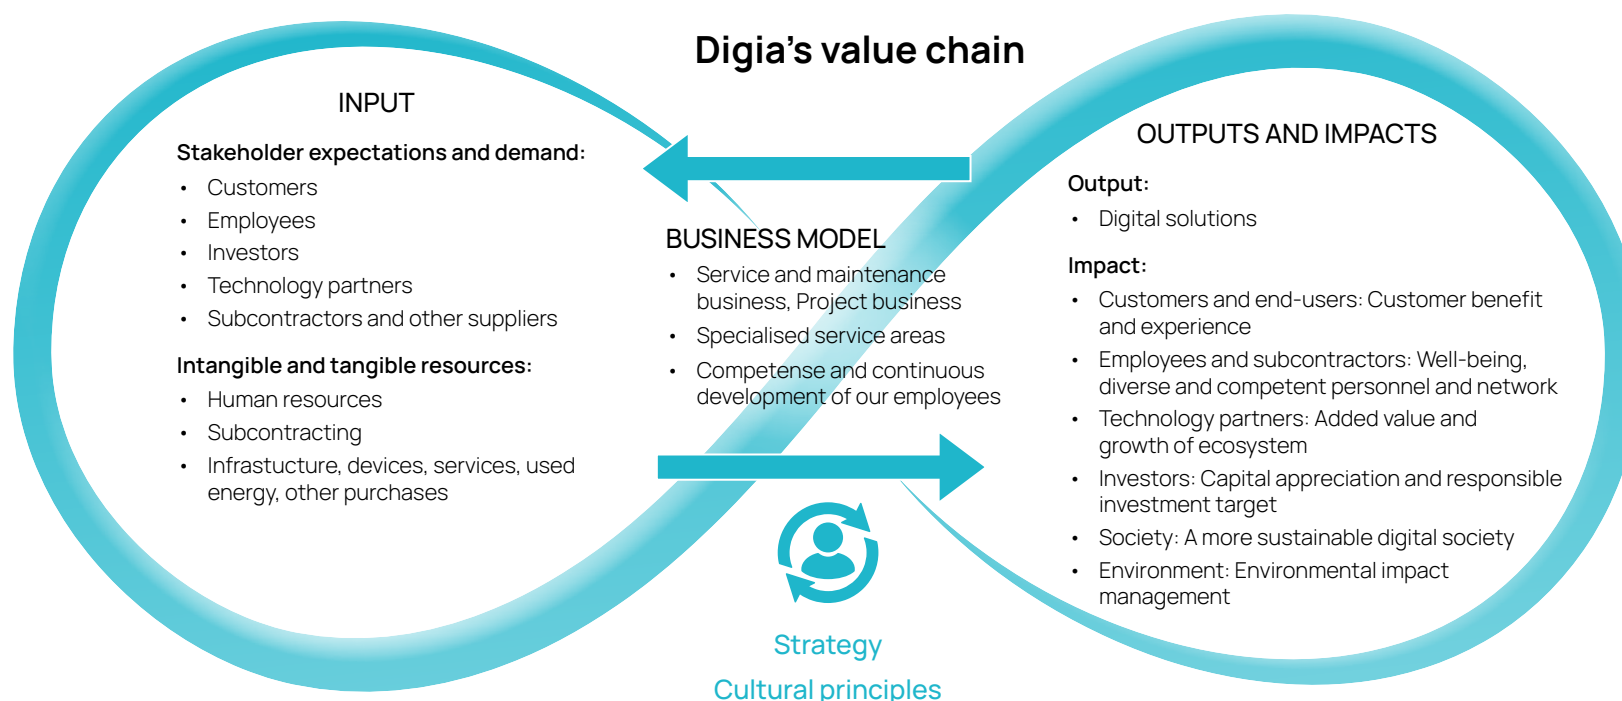 Digia's value chain
INPUT
Stakeholder expectations and demand:
• Customers
• Employees
• Investors
• Technology partners
• Subcontractors and other suppliers
Intangible and tangible resources:
• Human resources
• Subcontracting
• Infrastucture, devices, services, used
energy, other purchases
BUSINESS MODEL
• Service and maintenance
business, Project business
• Specialised service areas
• Competense and continuous
development of our employees
Strategy
Cultural principles
OUTPUTS AND IMPACTS
Output:
• Digital solutions
Impact:
• Customers and end-users: Customer benefit
and experience
• Employees and subcontractors: Well-being,
diverse and competent personnel and network
• Technology partners: Added value and
growth of ecosystem
• Investors: Capital appreciation and responsible
investment target
• Society: A more sustainable digital society
• Environment: Environmental impact
management